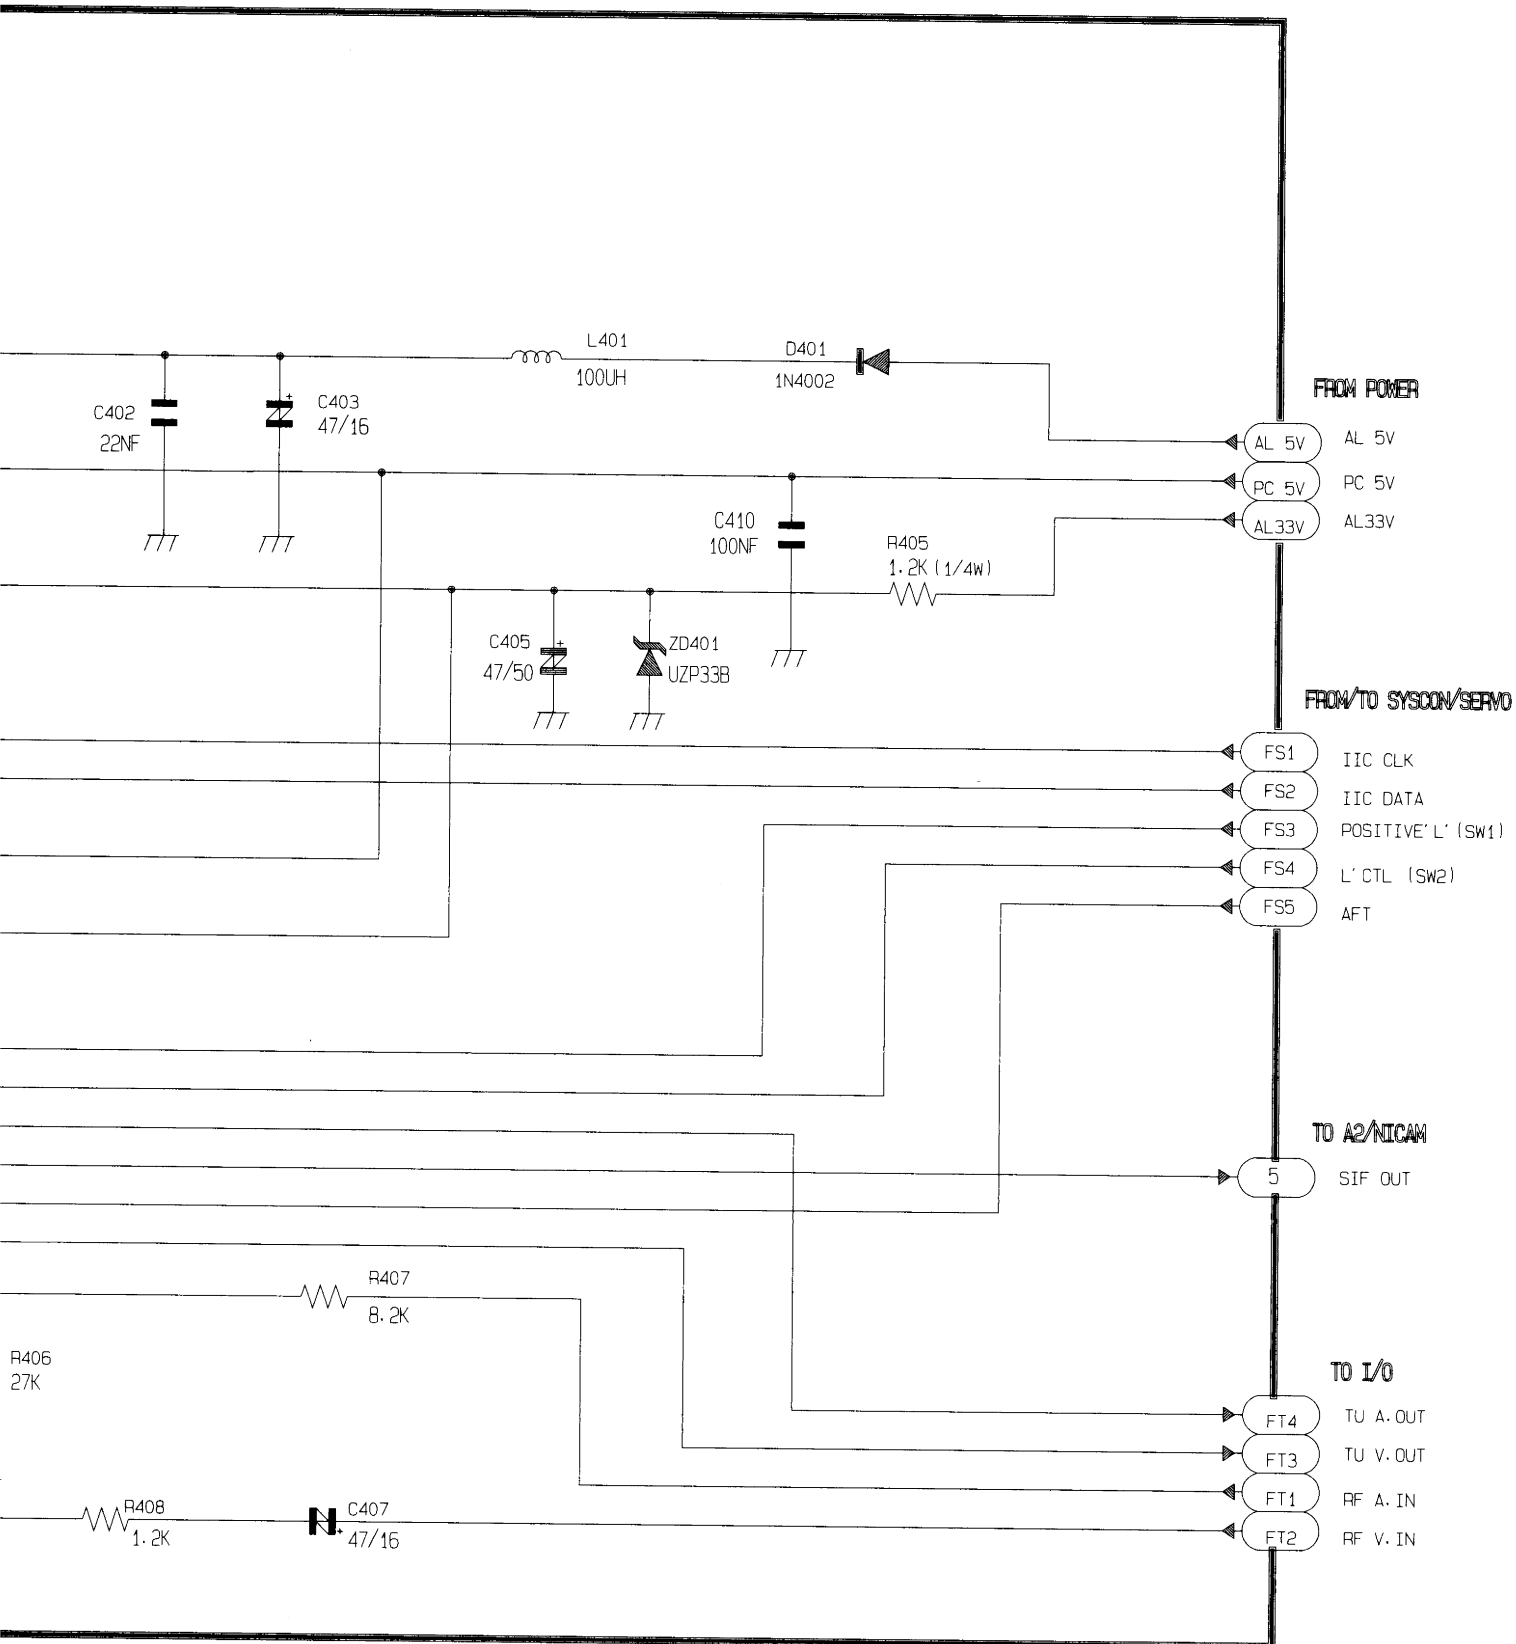 L401
100UH
D401
1N4002
C402
22NF
+
C403
47/16
FROM POWER
AL 5V AL 5V
PC 5V PC 5V
AL33V AL33V
C410
100NF
R405
1.2K (1/4W)
C405
47/50
+
ZD401
UZP33B
FROM/TO SYSCON/SERVO
FS1 IIC CLK
FS2 IIC DATA
FS3 POSITIVE'L'(SW1)
FS4 L'CTL (SW2)
FS5 AFT
TO A2/NICAM
5 SIF OUT
R407
8.2K
R406
27K
TO I/O
FT4 TU A.OUT
FT3 TU V.OUT
FT1 RF A.IN
FT2 RF V.IN
R408
1.2K
C407
+
47/16